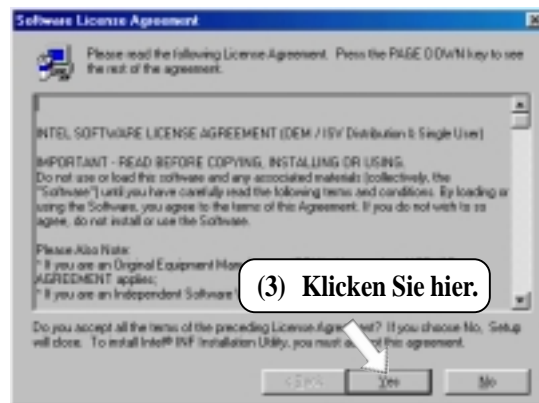 Software License Agreement
Please read the following License Agreement. Press the PAGE DOWN key to see
the rest of the agreement.
INTEL SOFTWARE LICENSE AGREEMENT (OEM / ISV Distribution & Single User)
IMPORTANT - READ BEFORE COPYING, INSTALLING OR USING.
Do not use or load this software and any associated materials (collectively, the
"Software") until you have carefully read the following terms and conditions. By loading or
using the Software, you agree to the terms of this Agreement. If you do not wish to so
agree, do not install or use the Software.
Please Also Note:
* If you are an Original Equipment
AGREEMENT applies;
* If you are an Independent Software
(3) Klicken Sie hier.
Do you accept all the terms of the preceding License Agreement? If you choose No, Setup
will close. To install Intel® INF Installation Utility, you must accept this agreement.
< Back
Yes
No